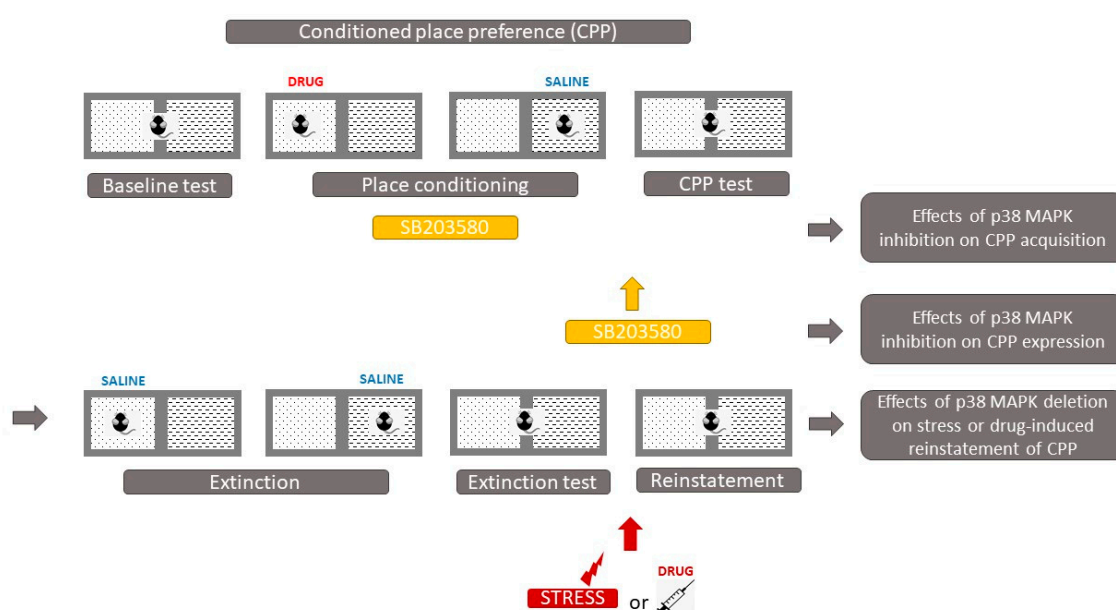 Conditioned place preference (CPP)
DRUG
SALINE
Baseline test
Place conditioning
CPP test
SB203580
Effects of p38 MAPK
inhibition on CPP acquisition
SB203580
Effects of p38 MAPK
inhibition on CPP expression
SALINE
SALINE
Effects of p38 MAPK deletion
on stress or drug-induced
reinstatement of CPP
Extinction
Extinction test
Reinstatement
DRUG
STRESS or